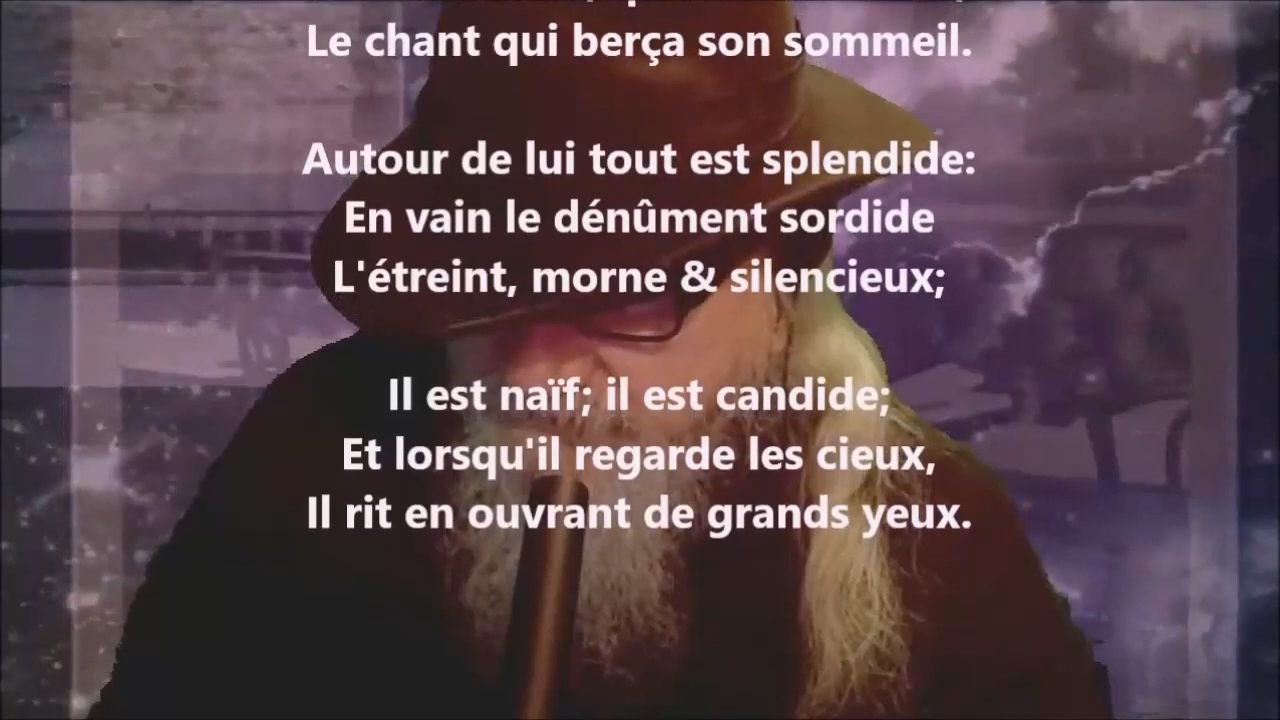 Le chant qui berça son sommeil.
Autour de lui tout est splendide:
En vain le dénûment sordide
L'étreint, morne & silencieux;
Il est naïf; il est candide;
Et lorsqu'il regarde les cieux,
Il rit en ouvrant de grands yeux.